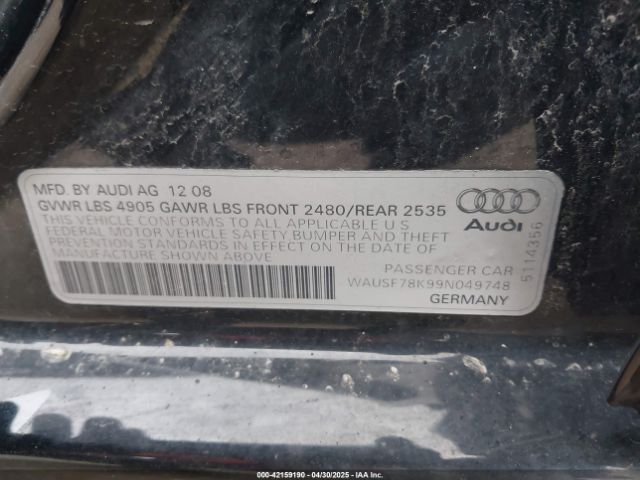 MFD. BY AUDI AG 12 08
GVWR LBS 4905 GAWR LBS FRONT 2480/REAR 2535
THIS VEHICLE CONFORMS TO ALL APPLICABLE U S
FEDERAL MOTOR VEHICLE SAFETY BUMPER AND THEFT
PREVENTION STANDARDS IN EFFECT ON THE DATE OF
MANUFACTURE SHOWN ABOVE
Audi
5114356
PASSENGER CAR
WAUSF78K99N049748
GERMANY
000-42159190 - 04/30/2025 - IAA Inc.